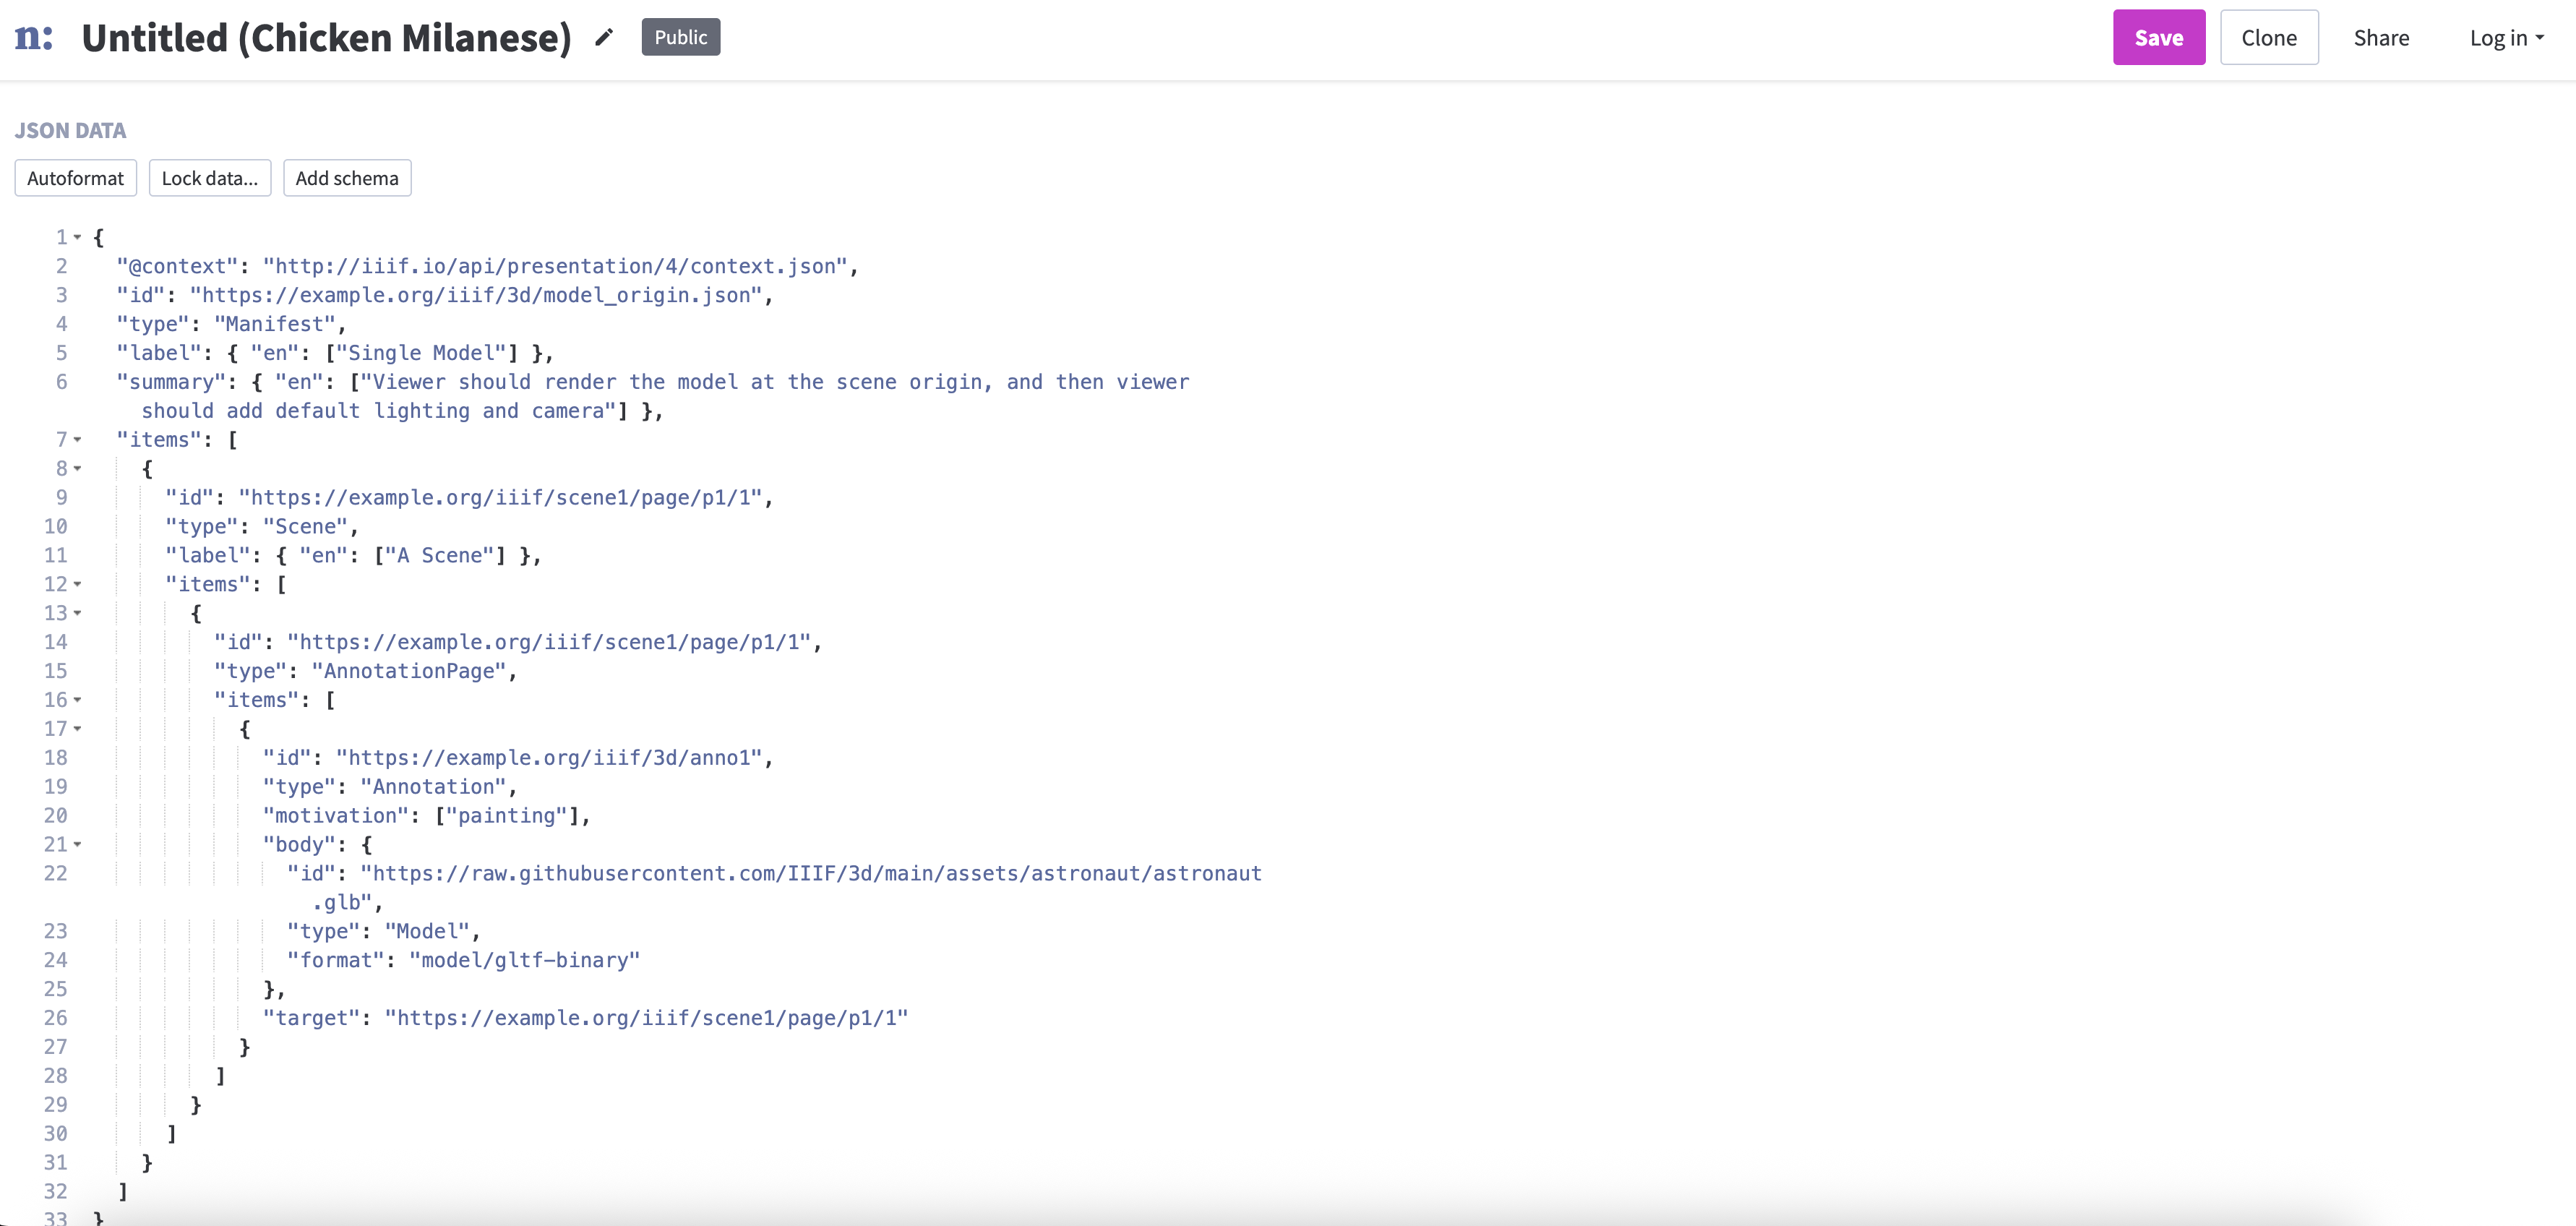 n:
Untitled (Chicken Milanese)
Public
Save
Clone
Share
Log in
JSON DATA
Autoformat
Lock data...
Add schema
1 {
2 "@context": "http://iiif.io/api/presentation/4/context.json",
3 "id": "https://example.org/iiif/3d/model_origin.json",
4 "type": "Manifest",
5 "label": { "en": ["Single Model"] },
6 "summary": { "en": ["Viewer should render the model at the scene origin, and then viewer
should add default lighting and camera"] },
7 "items": [
8 {
9 "id": "https://example.org/iiif/scene1/page/p1/1",
10 "type": "Scene",
11 "label": { "en": ["A Scene"] },
12 "items": [
13 {
14 "id": "https://example.org/iiif/scene1/page/p1/1",
15 "type": "AnnotationPage",
16 "items": [
17 {
18 "id": "https://example.org/iiif/3d/anno1",
19 "type": "Annotation",
20 "motivation": ["painting"],
21 "body": {
22 "id": "https://raw.githubusercontent.com/IIIF/3d/main/assets/astronaut/astronaut
.glb",
23 "type": "Model",
24 "format": "model/gltf-binary"
25 },
26 "target": "https://example.org/iiif/scene1/page/p1/1"
27 }
28 ]
29 }
30 ]
31 }
32 ]
33 }